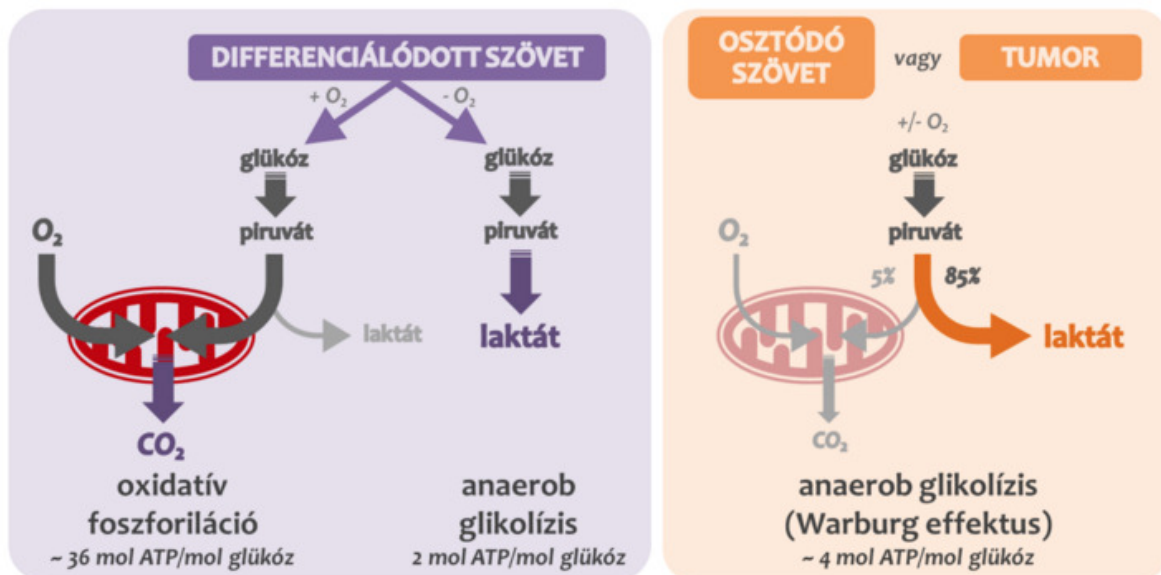 DIFFERENCIÁLÓDOTT SZÖVET
+ O₂
- O₂
glükóz
glükóz
O₂
piruvát
piruvát
laktát
laktát
CO₂
oxidatív
foszforiláció
~ 36 mol ATP/mol glükóz
anaerob
glikolízis
2 mol ATP/mol glükóz
OSZTÓDÓ
SZÖVET
vagy
TUMOR
+/- O₂
glükóz
O₂
piruvát
5%
85%
laktát
CO₂
anaerob glikolízis
(Warburg effektus)
~ 4 mol ATP/mol glükóz